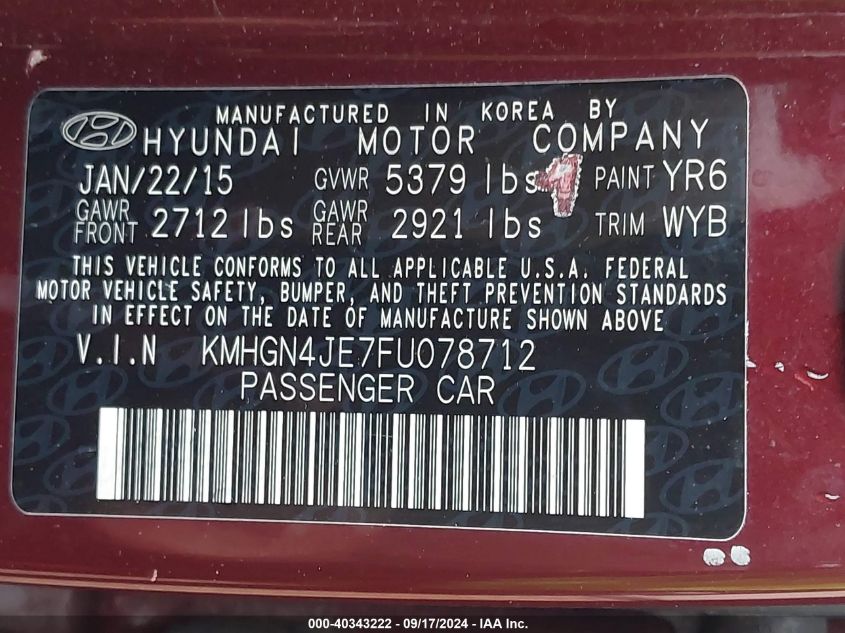 MANUFACTURED IN KOREA BY
HYUNDAI MOTOR COMPANY
JAN/22/15 GVWR 5379 lbs PAINT YR6
GAWR FRONT 2712 lbs GAWR REAR 2921 lbs TRIM WYB
THIS VEHICLE CONFORMS TO ALL APPLICABLE U.S.A. FEDERAL
MOTOR VEHICLE SAFETY, BUMPER, AND THEFT PREVENTION STANDARDS
IN EFFECT ON THE DATE OF MANUFACTURE SHOWN ABOVE
V.I.N KMHGN4JE7FU078712
PASSENGER CAR
000-40343222 - 09/17/2024 - IAA Inc.